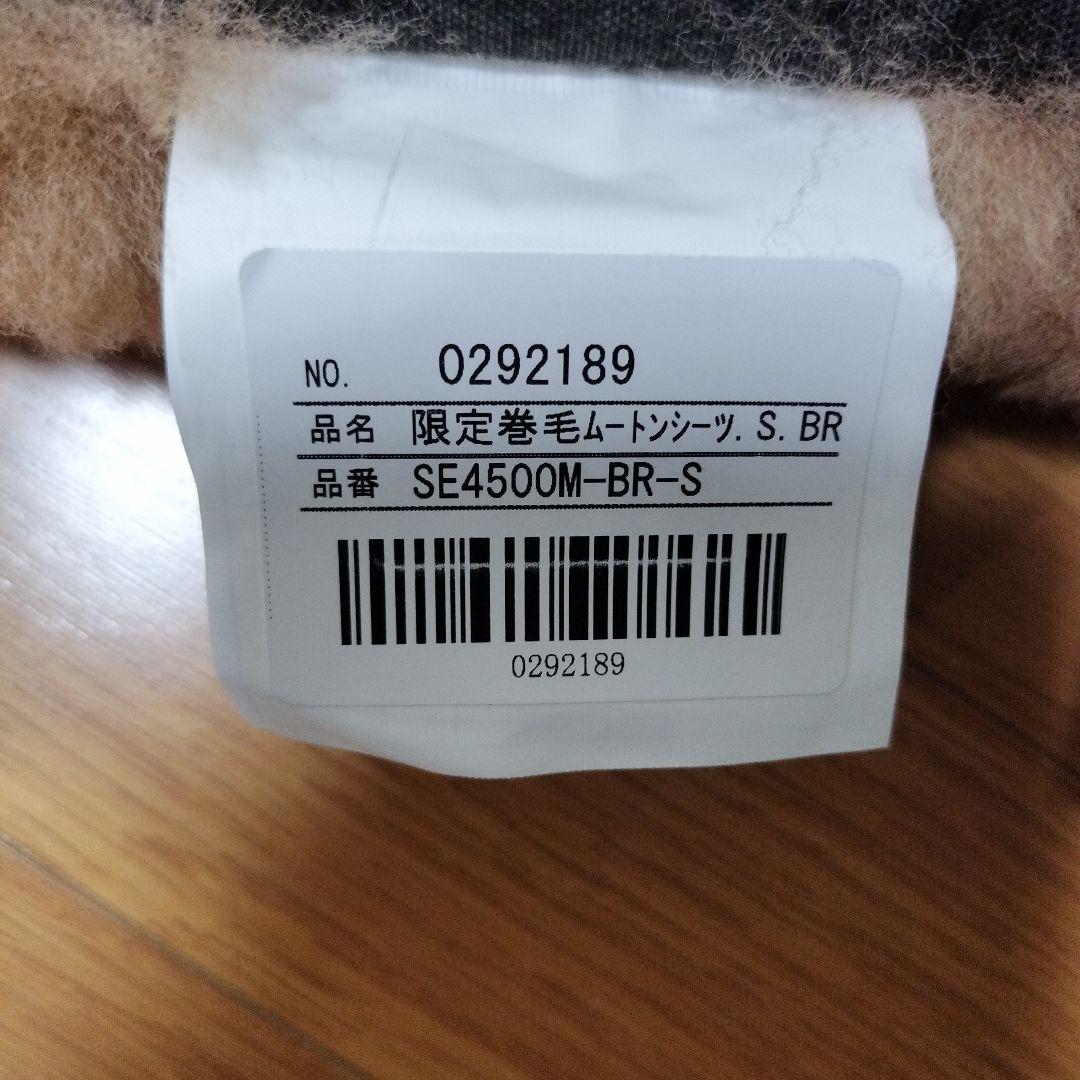 NO. 0292189
品名 限定巻毛ﾑｰﾄﾝｼｰﾂ.S.BR
品番 SE4500M-BR-S
0292189